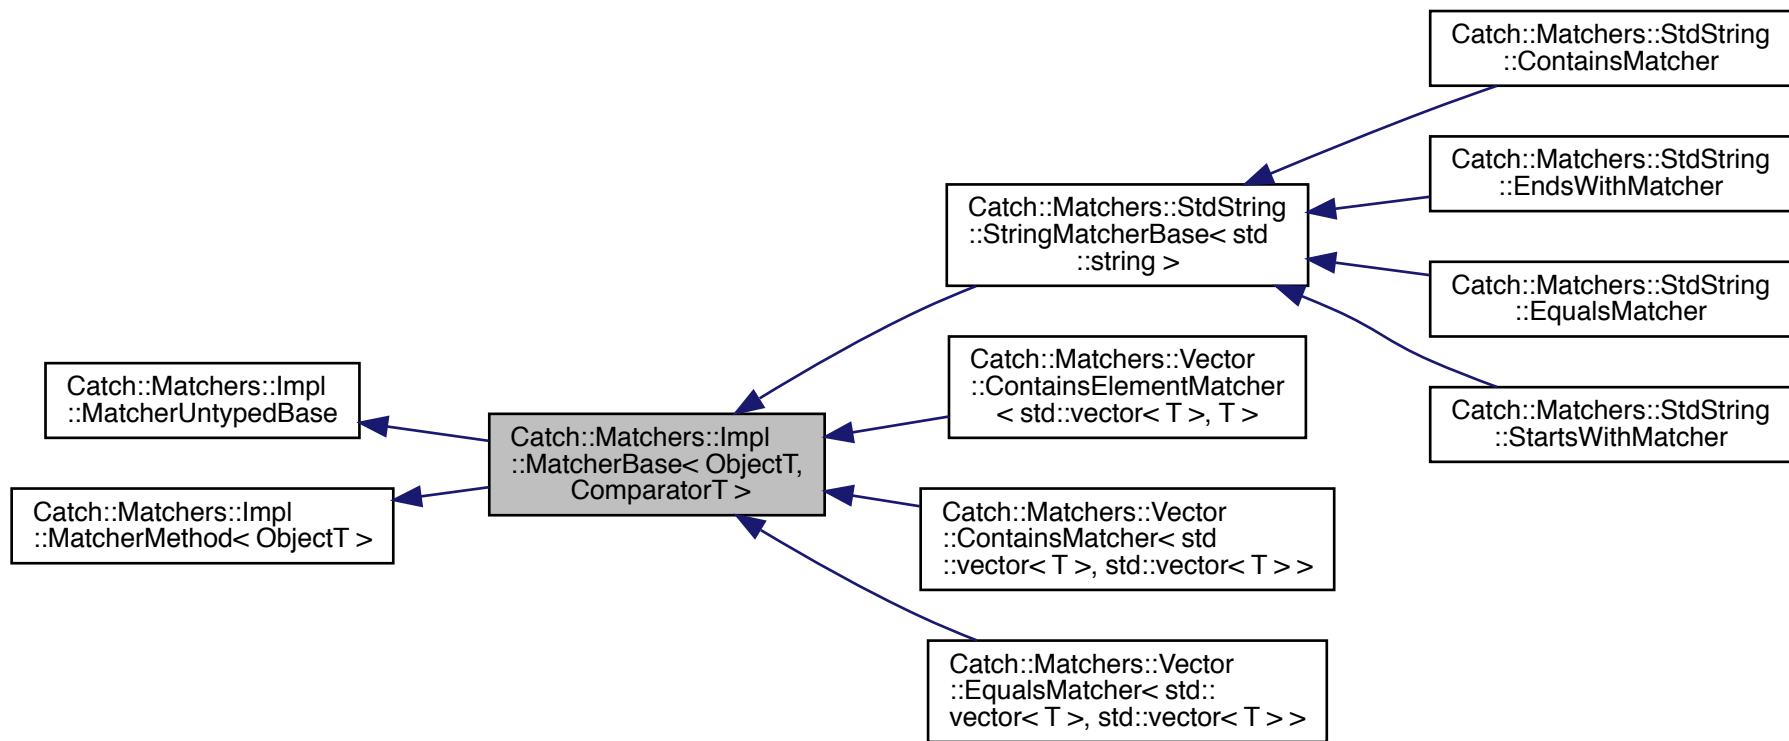 Catch::Matchers::Impl
::MatcherUntypedBase
Catch::Matchers::Impl
::MatcherMethod< ObjectT >
Catch::Matchers::Impl
::MatcherBase< ObjectT,
ComparatorT >
Catch::Matchers::StdString
::StringMatcherBase< std
::string >
Catch::Matchers::Vector
::ContainsElementMatcher
< std::vector< T >, T >
Catch::Matchers::Vector
::ContainsMatcher< std
::vector< T >, std::vector< T > >
Catch::Matchers::Vector
::EqualsMatcher< std::
vector< T >, std::vector< T > >
Catch::Matchers::StdString
::ContainsMatcher
Catch::Matchers::StdString
::EndsWithMatcher
Catch::Matchers::StdString
::EqualsMatcher
Catch::Matchers::StdString
::StartsWithMatcher